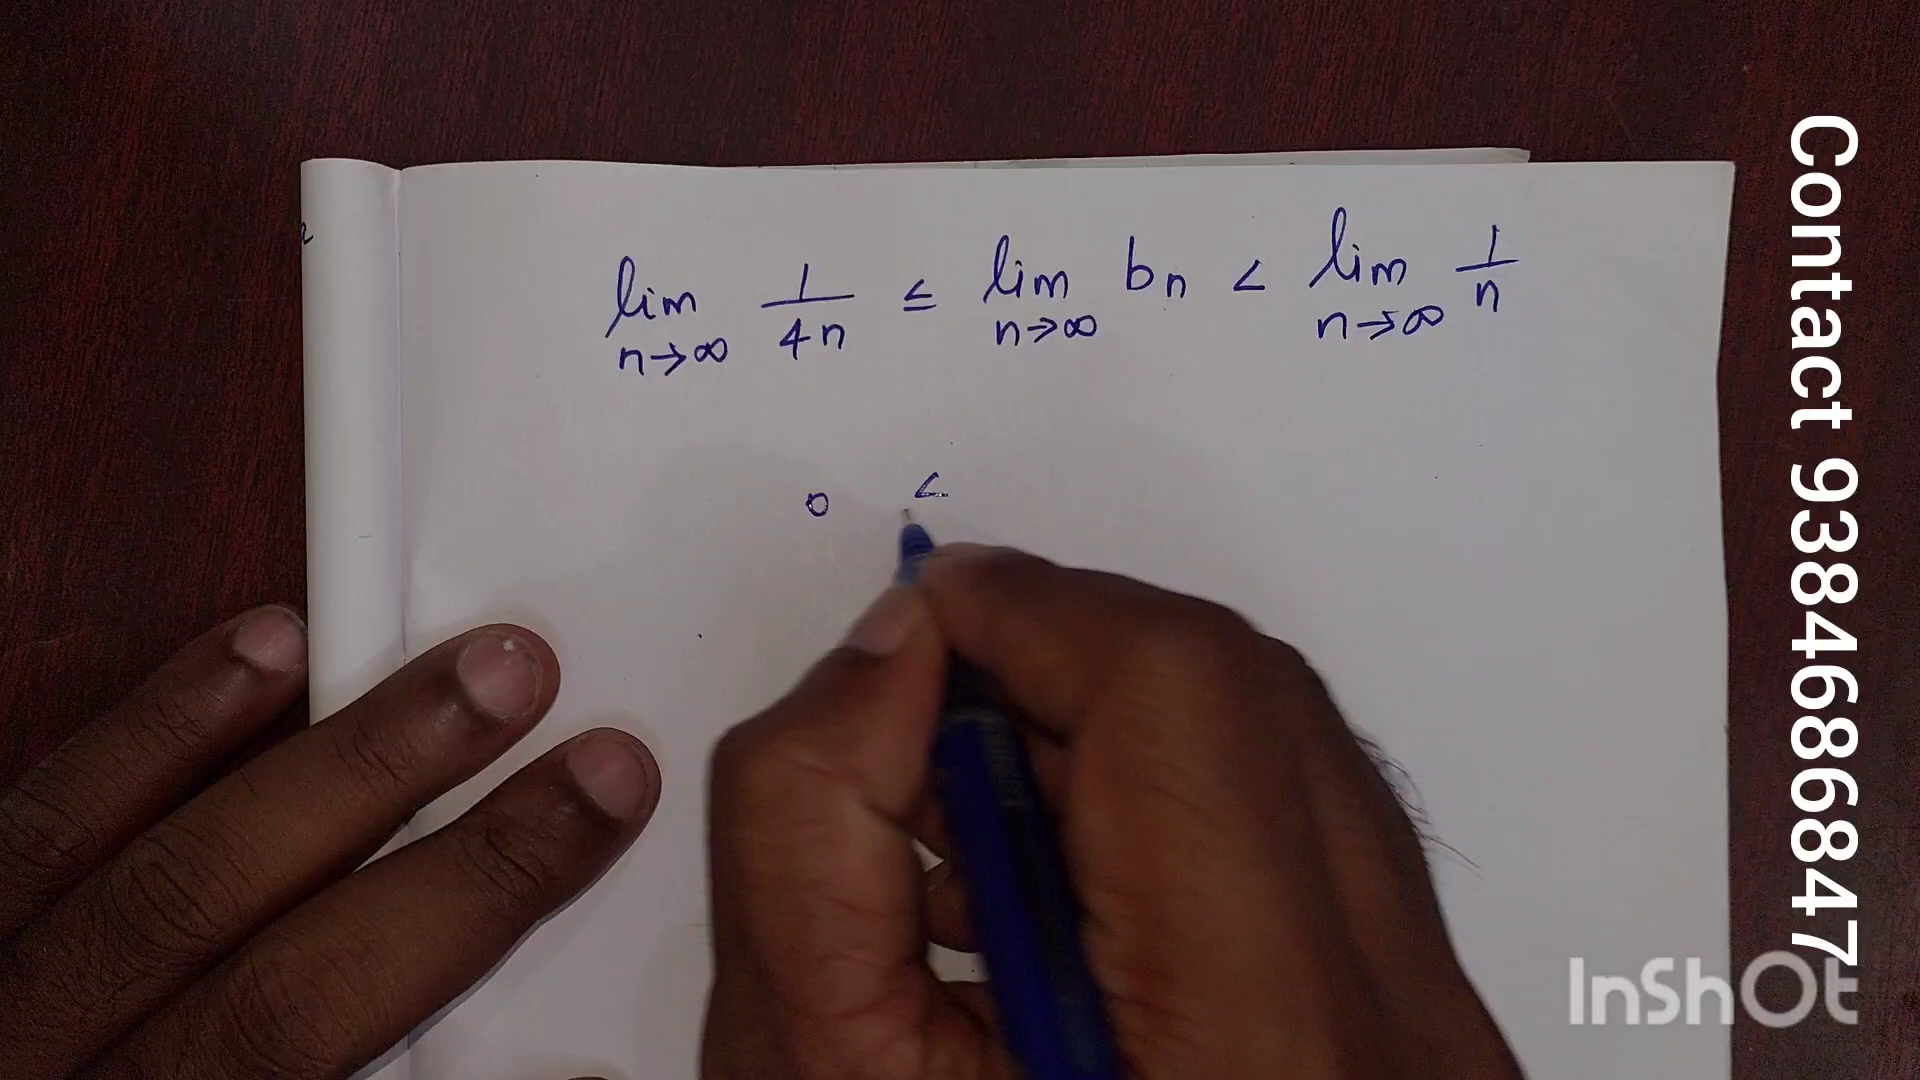 lim 1/4n ≤ lim bn < lim 1/n
n→∞ n→∞ n→∞
0 <
Contact 9384686847
InShOt